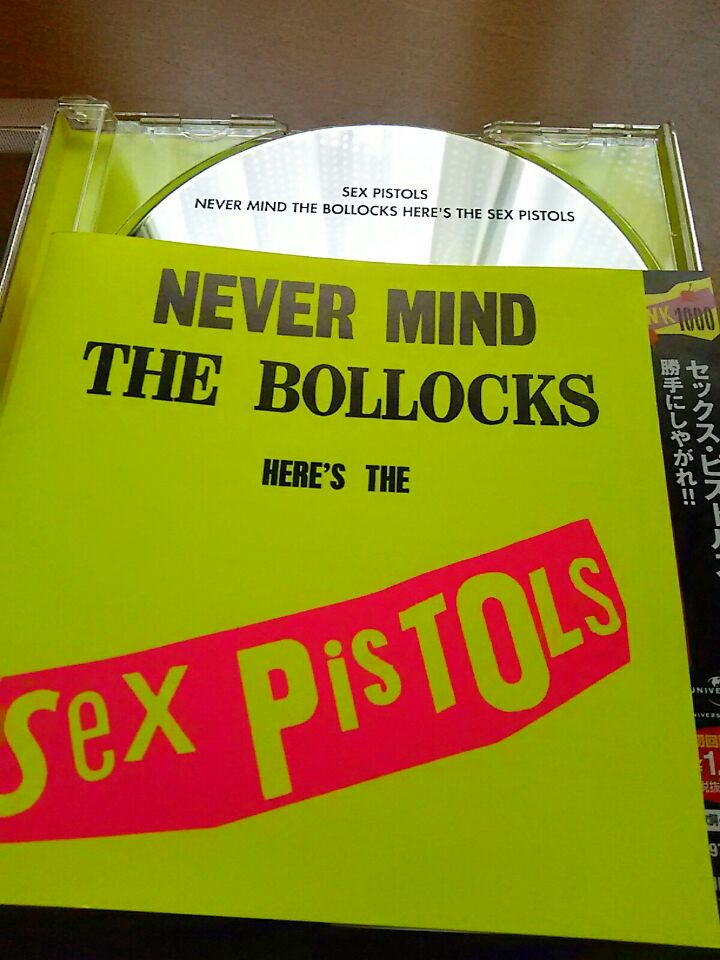 SEX PISTOLS
NEVER MIND THE BOLLOCKS HERE'S THE SEX PISTOLS
NEVER MIND
THE BOLLOCKS
HERE'S THE
SEX PISTOLS
1000
セックス・ピストルズ
勝手にしやがれ!!